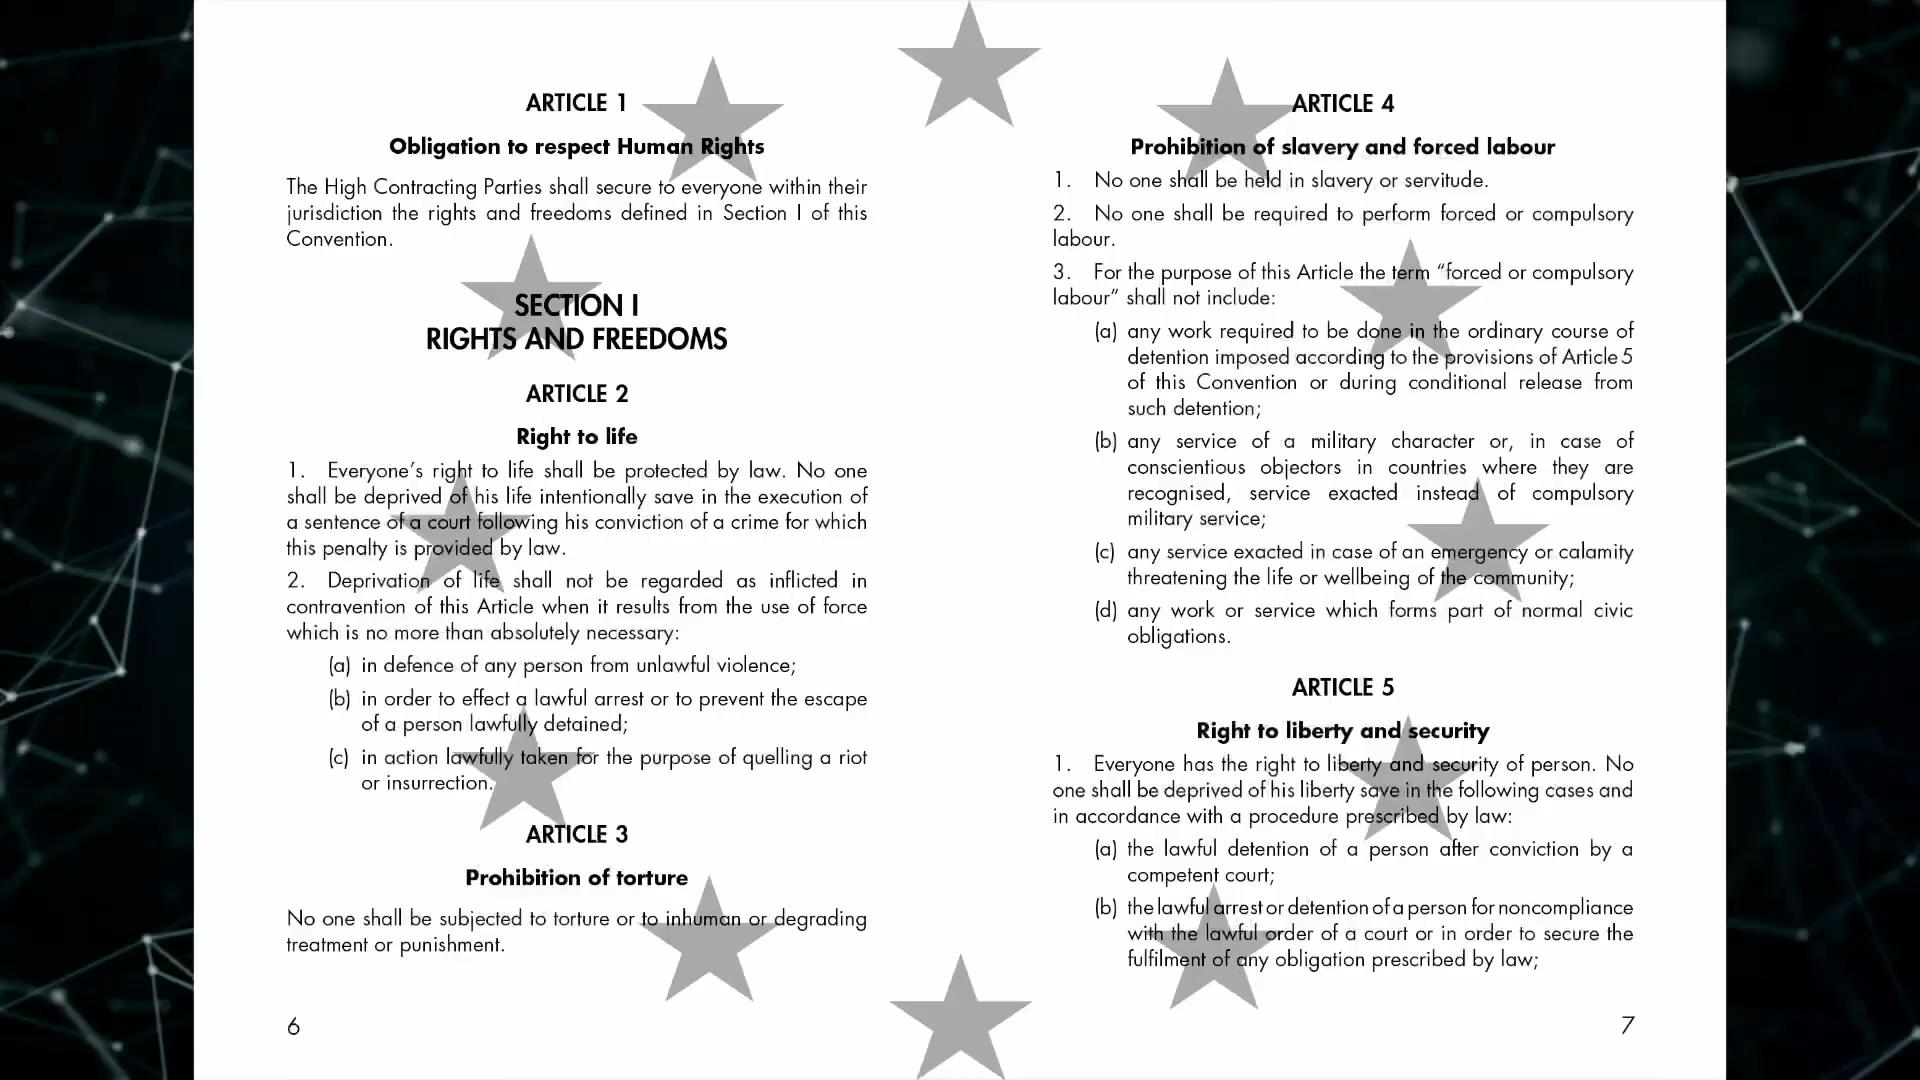 ARTICLE 1
Obligation to respect Human Rights
The High Contracting Parties shall secure to everyone within their
jurisdiction the rights and freedoms defined in Section I of this
Convention.
SECTION I
RIGHTS AND FREEDOMS
ARTICLE 2
Right to life
1. Everyone’s right to life shall be protected by law. No one
shall be deprived of his life intentionally save in the execution of
a sentence of a court following his conviction of a crime for which
this penalty is provided by law.
2. Deprivation of life shall not be regarded as inflicted in
contravention of this Article when it results from the use of force
which is no more than absolutely necessary:
(a) in defence of any person from unlawful violence;
(b) in order to effect a lawful arrest or to prevent the escape
of a person lawfully detained;
(c) in action lawfully taken for the purpose of quelling a riot
or insurrection.
ARTICLE 3
Prohibition of torture
No one shall be subjected to torture or to inhuman or degrading
treatment or punishment.
6
ARTICLE 4
Prohibition of slavery and forced labour
1. No one shall be held in slavery or servitude.
2. No one shall be required to perform forced or compulsory
labour.
3. For the purpose of this Article the term “forced or compulsory
labour” shall not include:
(a) any work required to be done in the ordinary course of
detention imposed according to the provisions of Article 5
of this Convention or during conditional release from
such detention;
(b) any service of a military character or, in case of
conscientious objectors in countries where they are
recognised, service exacted instead of compulsory
military service;
(c) any service exacted in case of an emergency or calamity
threatening the life or wellbeing of the community;
(d) any work or service which forms part of normal civic
obligations.
ARTICLE 5
Right to liberty and security
1. Everyone has the right to liberty and security of person. No
one shall be deprived of his liberty save in the following cases and
in accordance with a procedure prescribed by law:
(a) the lawful detention of a person after conviction by a
competent court;
(b) the lawful arrest or detention of a person for noncompliance
with the lawful order of a court or in order to secure the
fulfilment of any obligation prescribed by law;
7